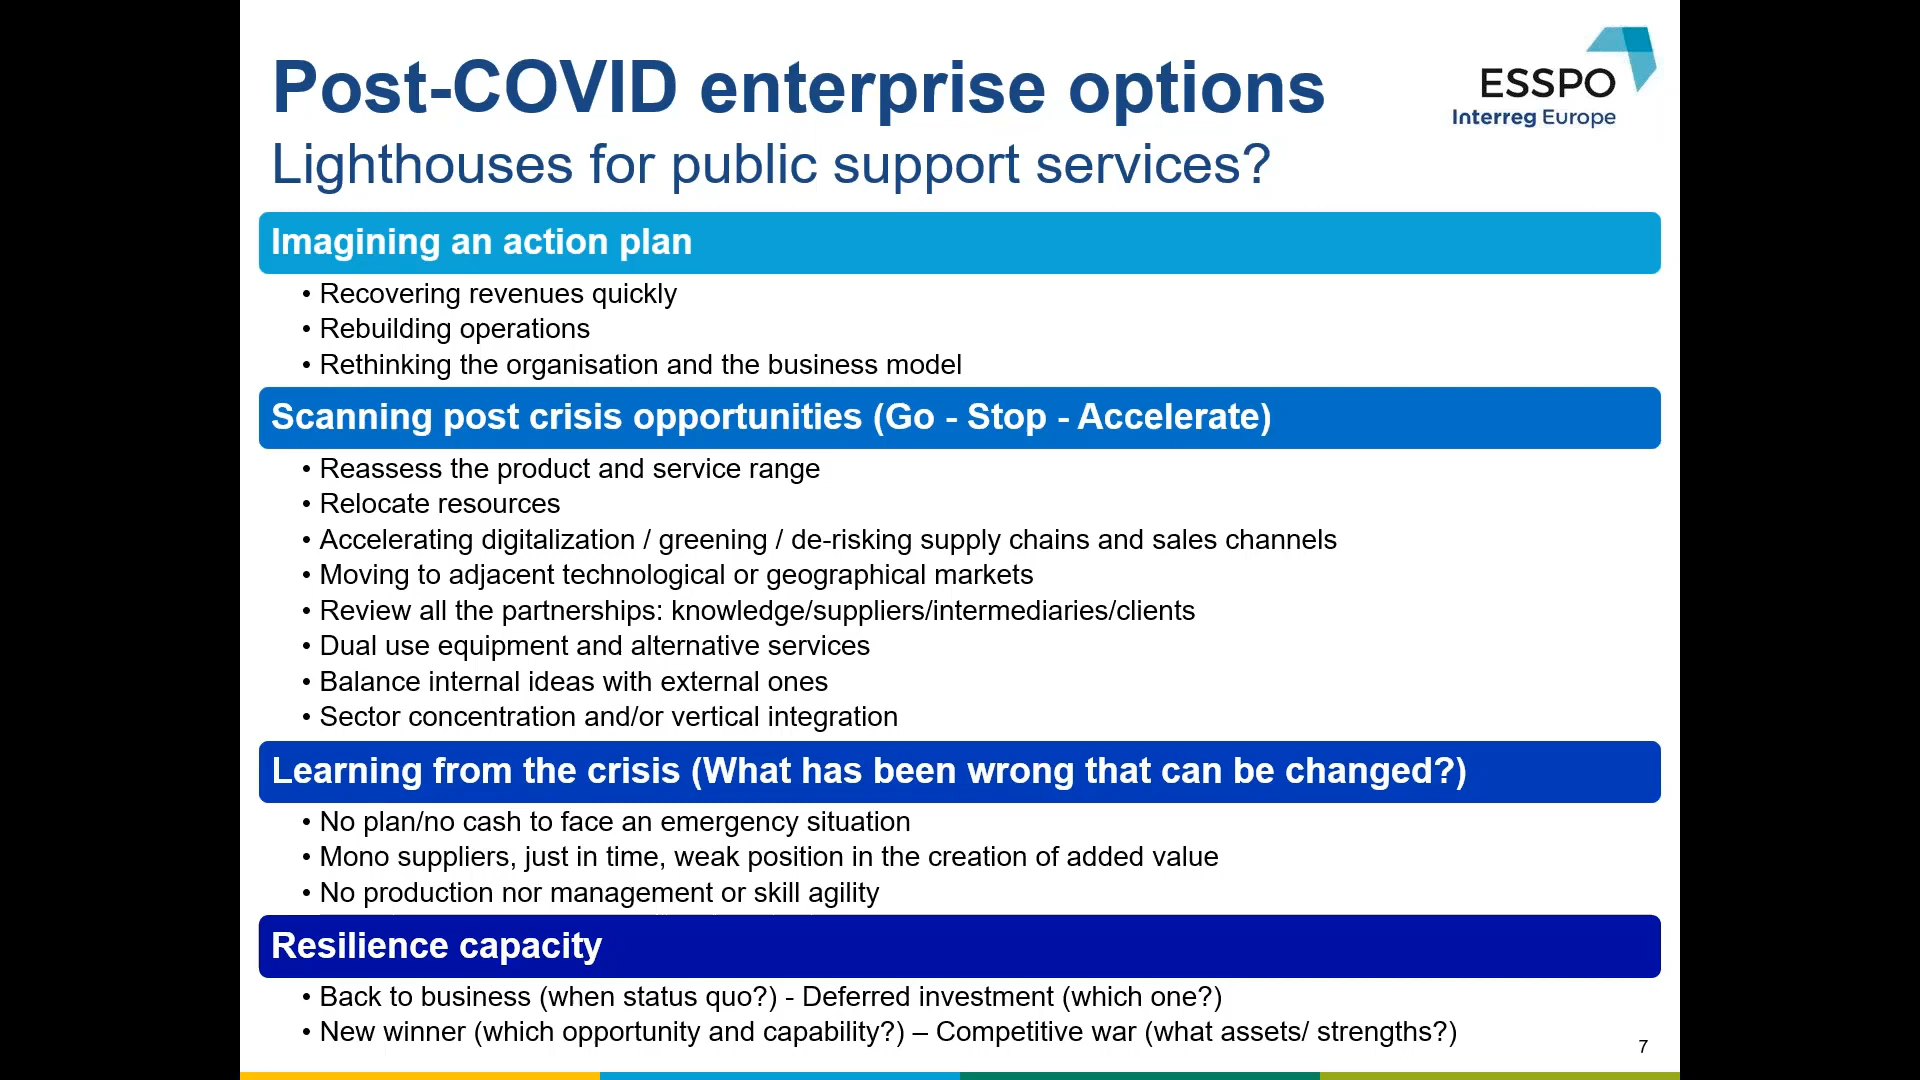 Post-COVID enterprise options
Lighthouses for public support services?
ESSPO
Interreg Europe
Imagining an action plan
• Recovering revenues quickly
• Rebuilding operations
• Rethinking the organisation and the business model
Scanning post crisis opportunities (Go - Stop - Accelerate)
• Reassess the product and service range
• Relocate resources
• Accelerating digitalization / greening / de-risking supply chains and sales channels
• Moving to adjacent technological or geographical markets
• Review all the partnerships: knowledge/suppliers/intermediaries/clients
• Dual use equipment and alternative services
• Balance internal ideas with external ones
• Sector concentration and/or vertical integration
Learning from the crisis (What has been wrong that can be changed?)
• No plan/no cash to face an emergency situation
• Mono suppliers, just in time, weak position in the creation of added value
• No production nor management or skill agility
Resilience capacity
• Back to business (when status quo?) - Deferred investment (which one?)
• New winner (which opportunity and capability?) – Competitive war (what assets/ strengths?)
7